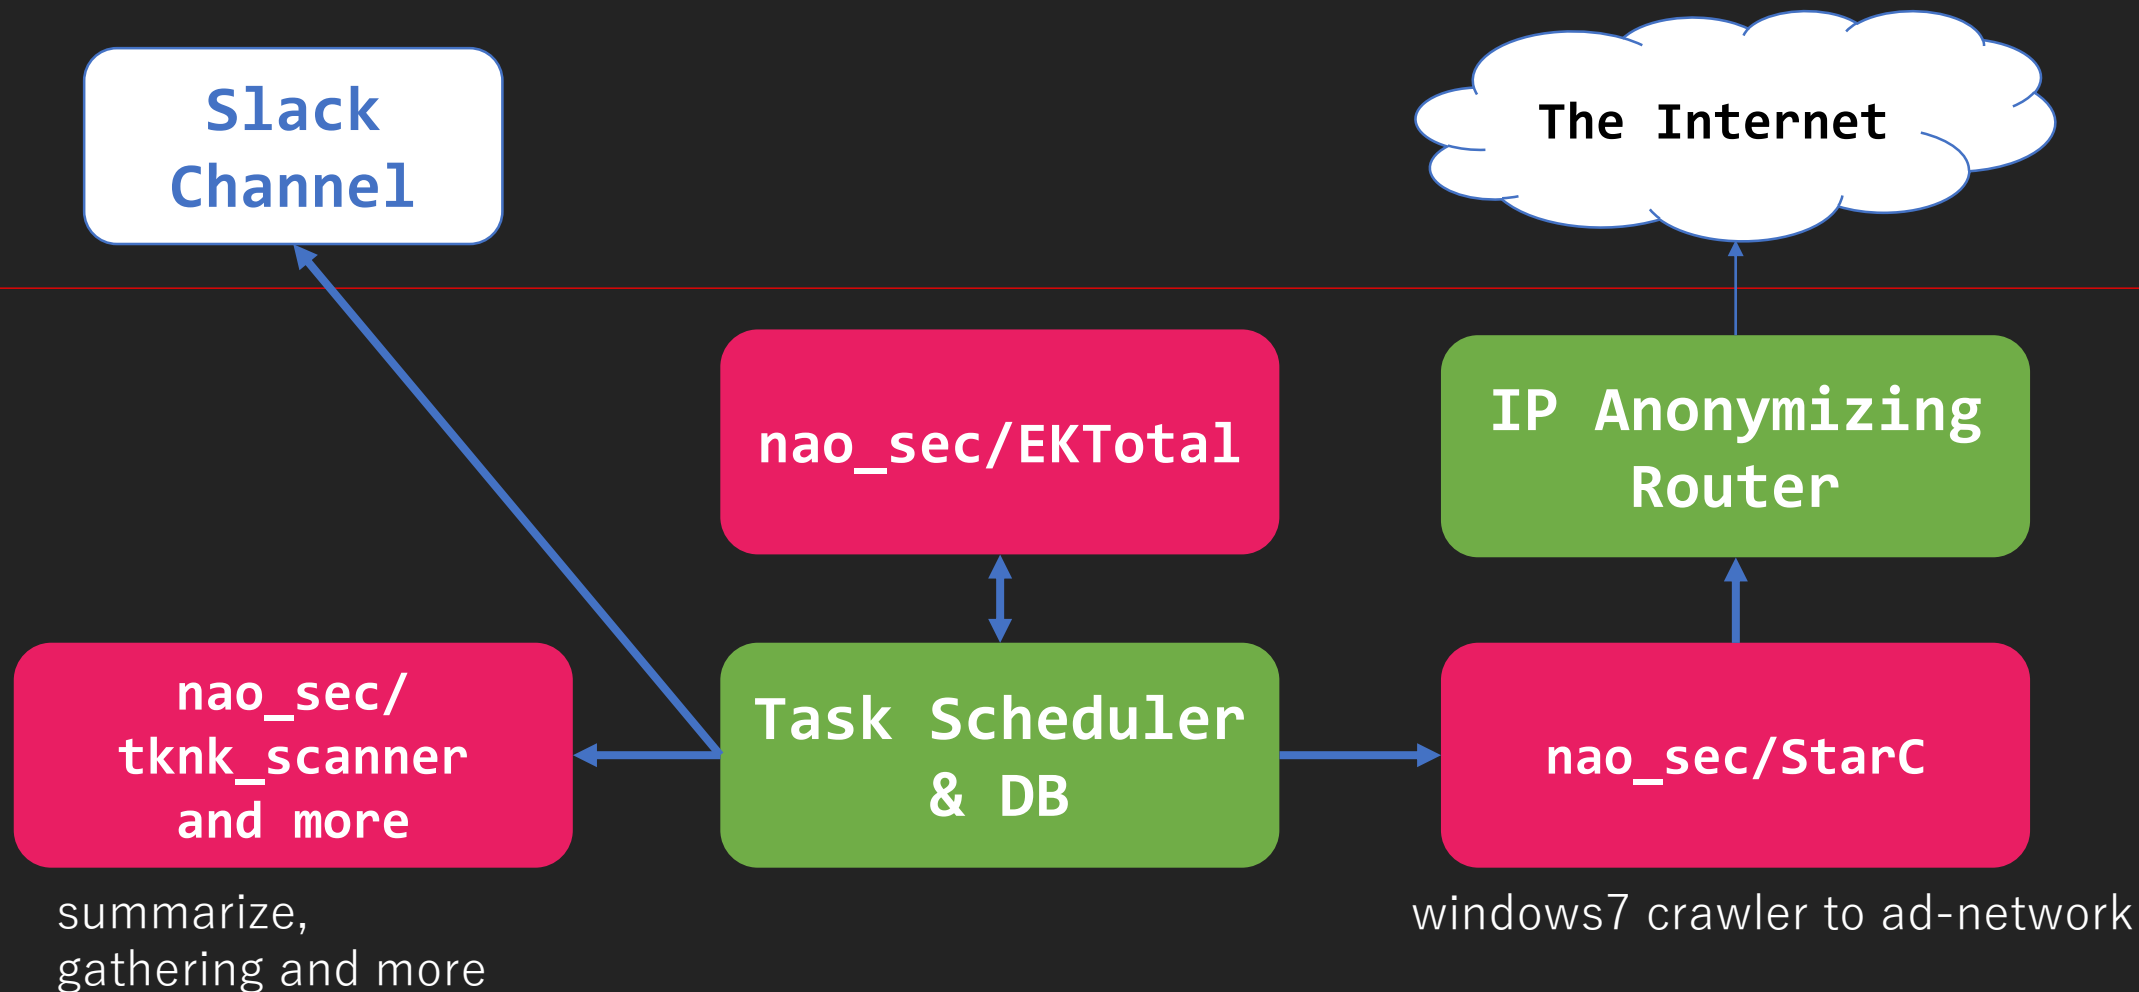 Slack
Channel
The Internet
nao_sec/EKTotal
IP Anonymizing
Router
nao_sec/
tknk_scanner
and more
Task Scheduler
& DB
nao_sec/StarC
summarize,
gathering and more
windows7 crawler to ad-network